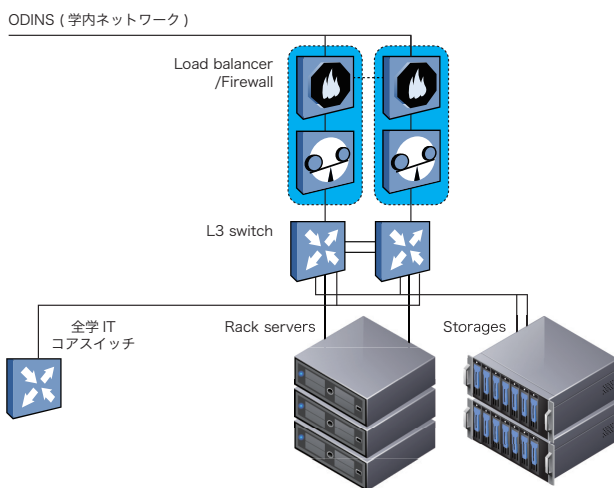 ODINS ( 学内ネットワーク )
Load balancer
/Firewall
L3 switch
全学 IT
コアスイッチ
Rack servers
Storages